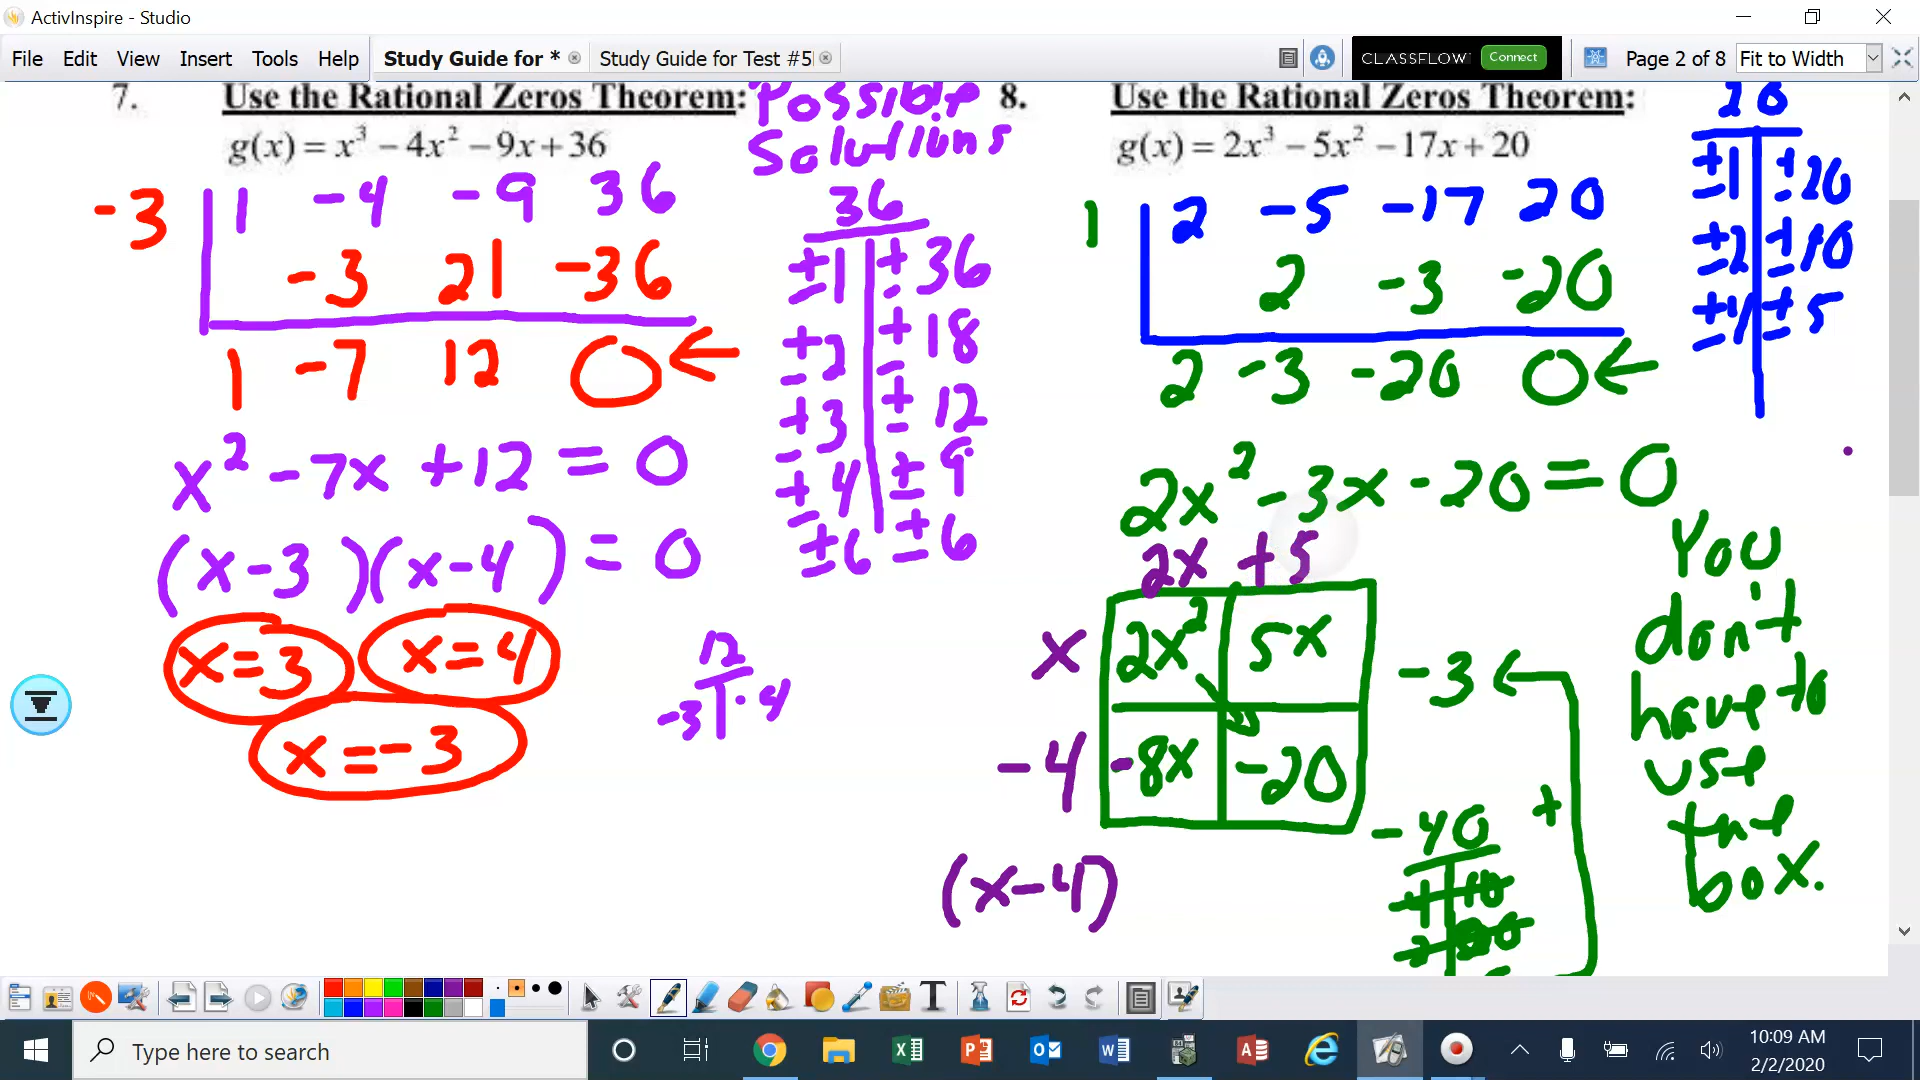 ActivInspire - Studio
File Edit View Insert Tools Help
Study Guide for *
Study Guide for Test #5
CLASSFLOW Connect
Page 2 of 8
Fit to Width
7. Use the Rational Zeros Theorem:
g(x) = x³ − 4x² − 9x + 36
Possible
Solutions
-3 1 -4 -9 36
-3 21 -36
1 -7 12 0
x² - 7x + 12 = 0
(x - 3)(x - 4) = 0
x = 3 x = 4
x = -3
12
-3 -4
36
±1 ±36
±2 ±18
±3 ±12
±4 ±9
±6 ±6
8. Use the Rational Zeros Theorem:
g(x) = 2x³ − 5x² − 17x + 20
1 2 -5 -17 20
2 -3 -20
2 -3 -20 0
20
±1 ±20
±2 ±10
±4 ±5
2x² - 3x - 20 = 0
2x + 5
x 2x² 5x
-4 -8x -20
-3
+
-40
(x - 4)
You
don't
have to
use
the
box.
Type here to search
10:09 AM
2/2/2020